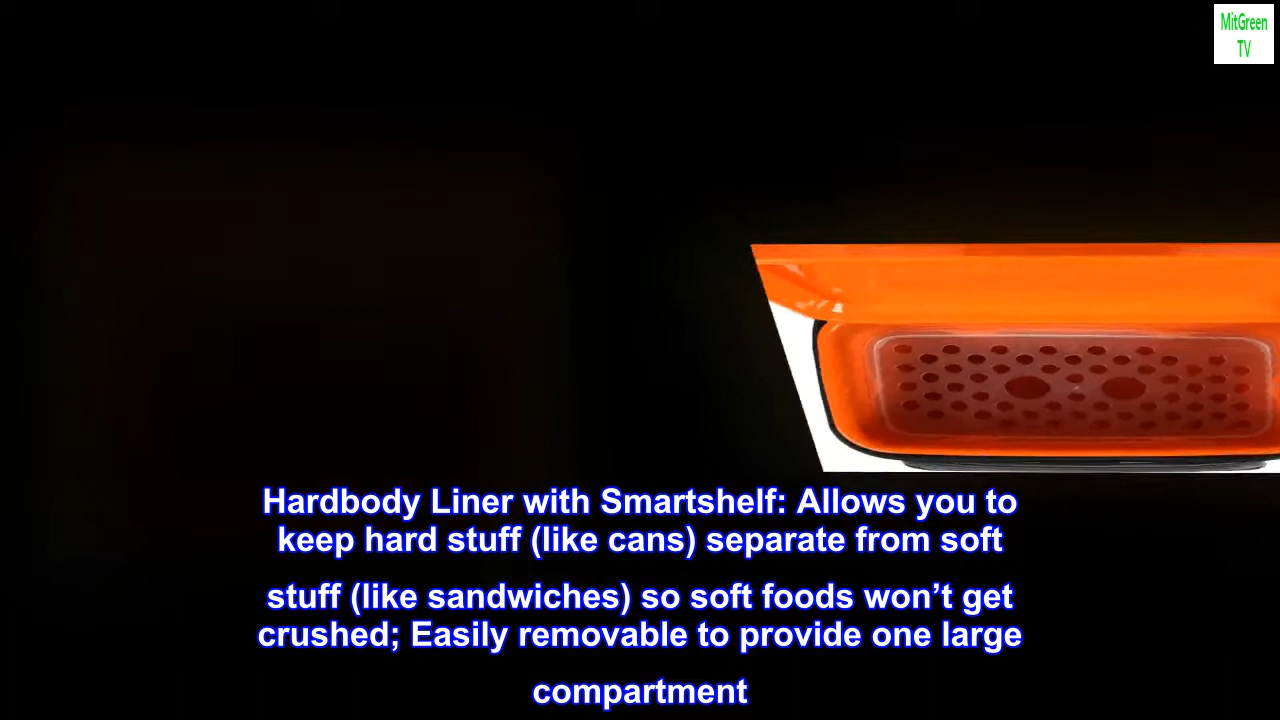 MitGreen
TV
Hardbody Liner with Smartshelf: Allows you to
keep hard stuff (like cans) separate from soft
stuff (like sandwiches) so soft foods won’t get
crushed; Easily removable to provide one large
compartment